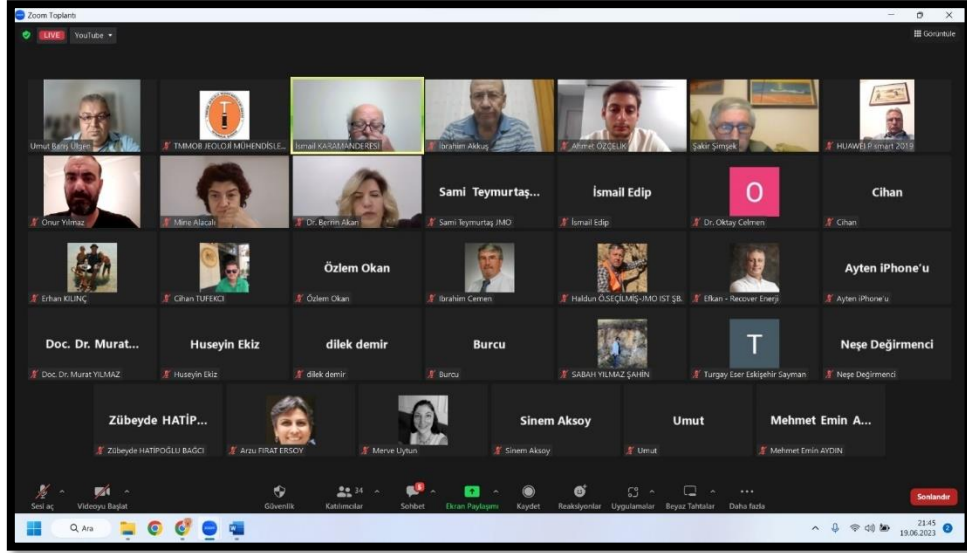 Zoom Toplantı
LIVE YouTube
Görüntüle
Umut Barış Ülgen
TMMOB JEOLOJİ MÜHENDİSLE...
İsmail KARAMANDERESİ
İbrahim Akkuş
Ahmet ÖZÇELİK
Şakir Şimşek
HUAWEI P smart 2019
Onur Yılmaz
Mine Alacalı
Dr. Berrin Akan
Sami Teymurtaş...
Sami Teymurtaş JMO
İsmail Edip
İsmail Edip
O
Dr. Oktay Çelmen
Cihan
Cihan
Erhan KILINÇ
Cihan TUFEKCI
Özlem Okan
Özlem Okan
Ibrahim Cemen
Haldun Ö.SEÇİLMİŞ-JMO IST ŞB.
Efkan - Recover Enerji
Ayten iPhone'u
Ayten iPhone'u
Doc. Dr. Murat...
Doc. Dr. Murat YILMAZ
Huseyin Ekiz
Huseyin Ekiz
dilek demir
dilek demir
Burcu
Burcu
SABAH YILMAZ ŞAHİN
T
Turgay Eser Eskişehir Sayman
Neşe Değirmenci
Neşe Değirmenci
Zübeyde HATİP...
Zübeyde HATİPOĞLU BAĞCI
Arzu FIRAT ERSOY
Merve Uytun
Sinem Aksoy
Sinem Aksoy
Umut
Umut
Mehmet Emin A...
Mehmet Emin AYDIN
Sesi aç
Videoyu Başlat
Güvenlik
34
Katılımcılar
Sohbet
Ekran Paylaşımı
Kaydet
Reaksiyonlar
Uygulamalar
Beyaz Tahtalar
Daha fazla
Sonlandır
Ara
21:45
19.06.2023
2